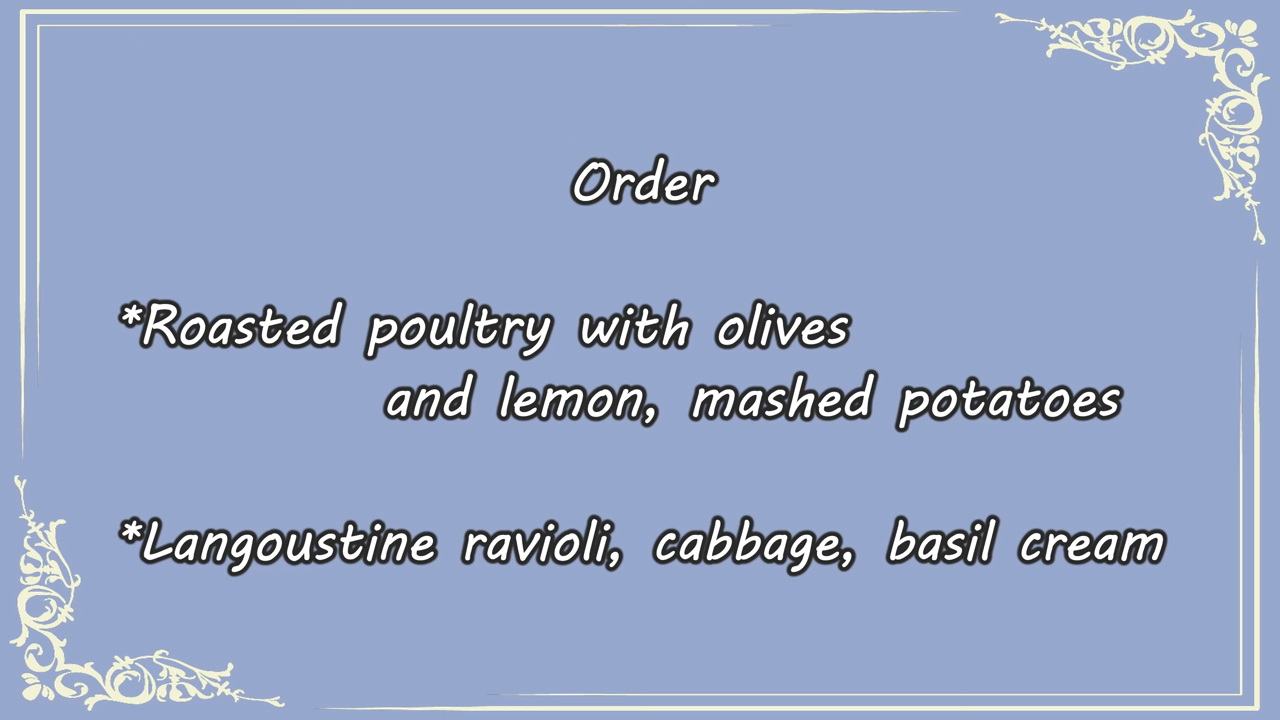 Order
*Roasted poultry with olives
and lemon, mashed potatoes
*Langoustine ravioli, cabbage, basil cream